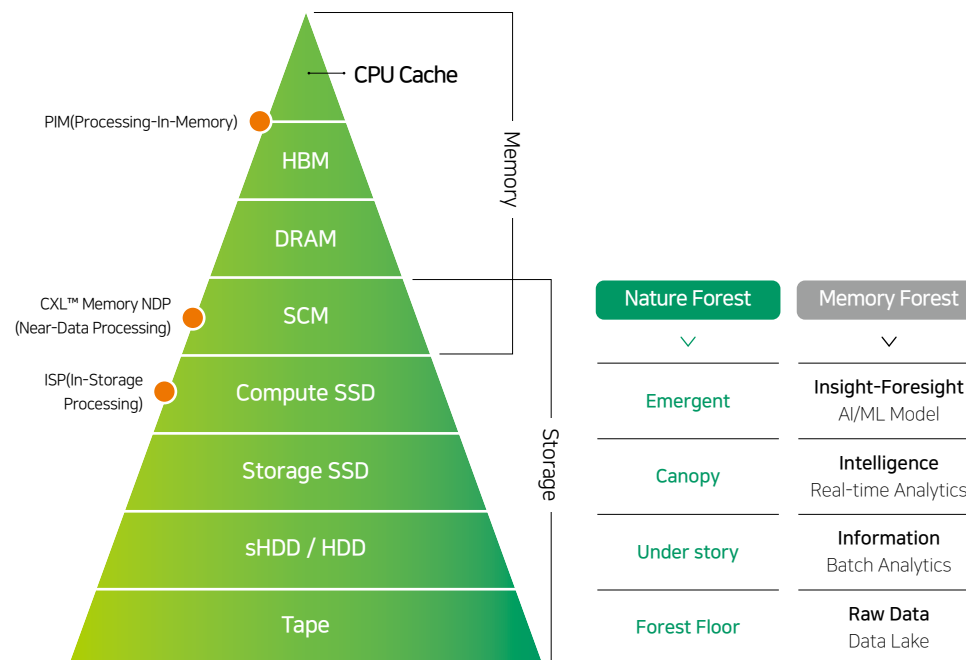 CPU Cache
PIM(Processing-In-Memory)
HBM
Memory
DRAM
CXL™ Memory NDP
(Near-Data Processing)
SCM
ISP(In-Storage
Processing)
Compute SSD
Storage
Storage SSD
sHDD / HDD
Tape
Nature Forest
Memory Forest
Emergent
Insight-Foresight
AI/ML Model
Canopy
Intelligence
Real-time Analytics
Under story
Information
Batch Analytics
Forest Floor
Raw Data
Data Lake